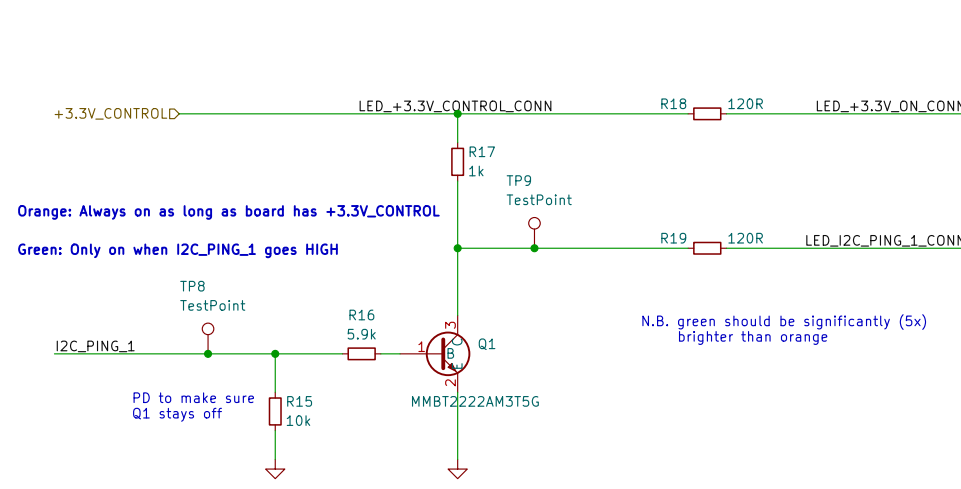 +3.3V_CONTROL
LED_+3.3V_CONTROL_CONN
R18 120R
LED_+3.3V_ON_CONN
R17
1k
TP9
TestPoint
Orange: Always on as long as board has +3.3V_CONTROL
Green: Only on when I2C_PING_1 goes HIGH
R19 120R
LED_I2C_PING_1_CONN
TP8
TestPoint
R16
5.9k
N.B. green should be significantly (5x)
brighter than orange
I2C_PING_1
1
B
C
E
3
2
Q1
MMBT2222AM3T5G
PD to make sure
Q1 stays off
R15
10k